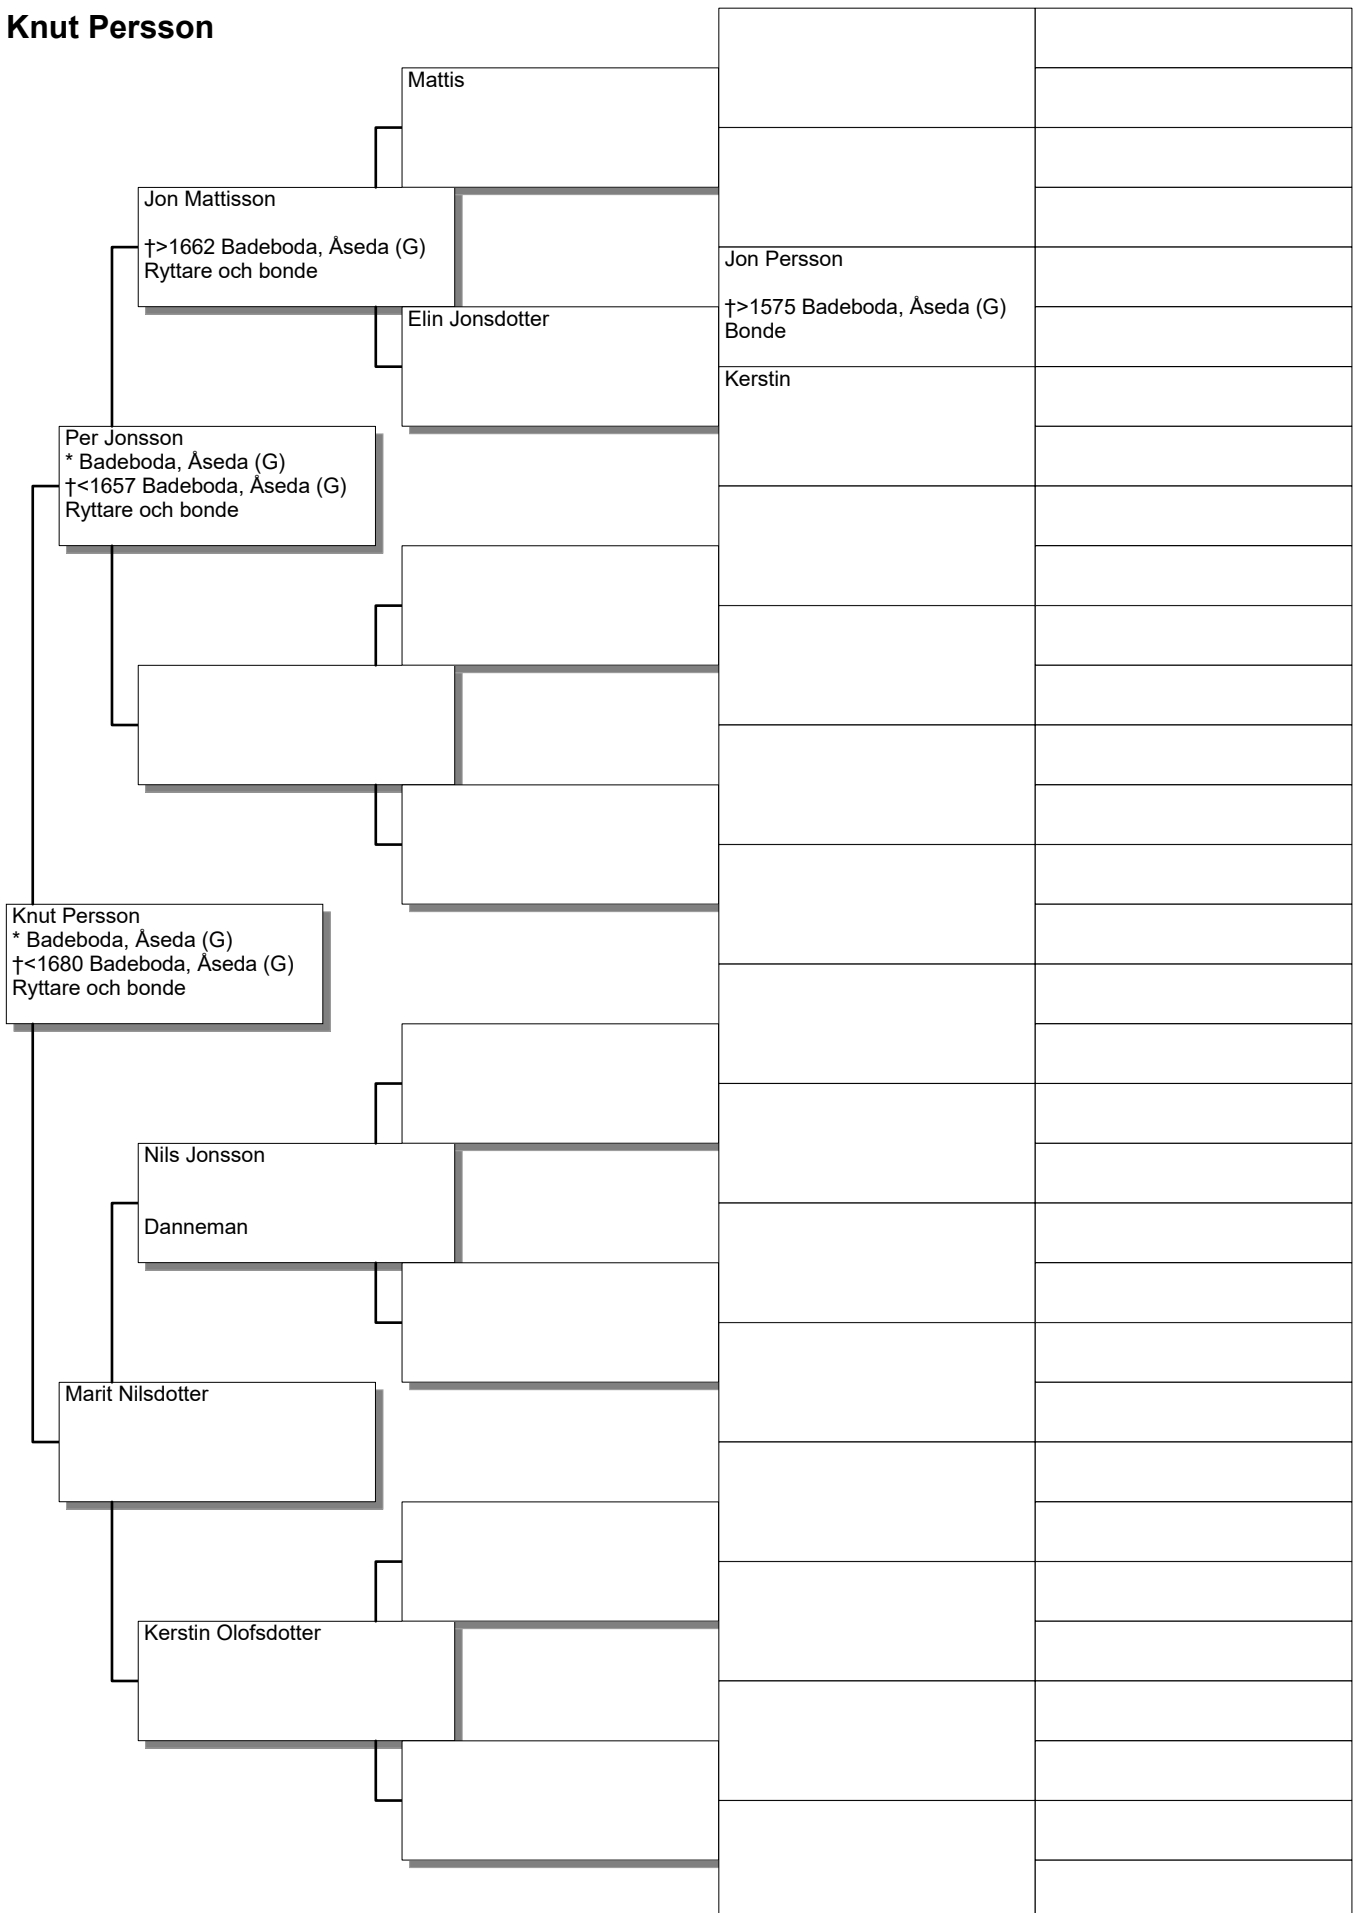 Knut Persson
Mattis
Jon Mattisson
†>1662 Badeboda, Åseda (G)
Ryttare och bonde
Jon Persson
†>1575 Badeboda, Åseda (G)
Bonde
Elin Jonsdotter
Kerstin
Per Jonsson
* Badeboda, Åseda (G)
†<1657 Badeboda, Åseda (G)
Ryttare och bonde
Knut Persson
* Badeboda, Åseda (G)
†<1680 Badeboda, Åseda (G)
Ryttare och bonde
Nils Jonsson
Danneman
Marit Nilsdotter
Kerstin Olofsdotter